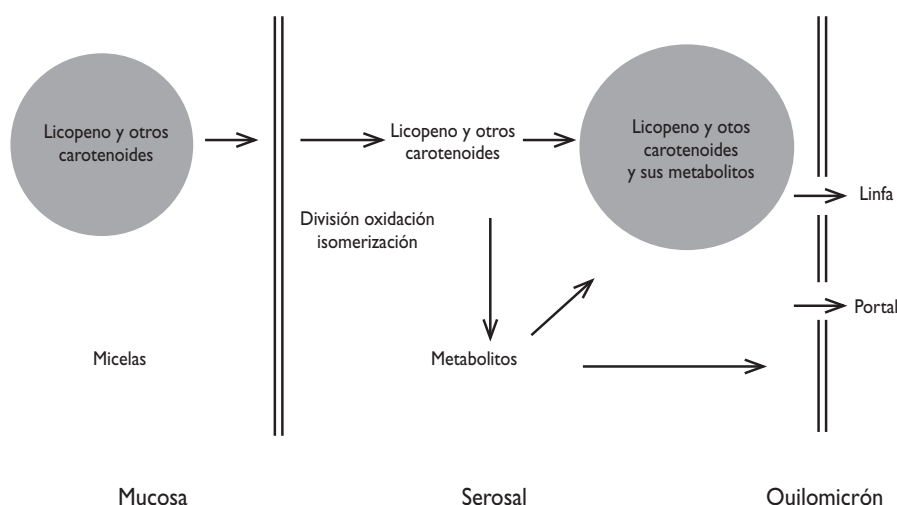 Licopeno y otros
carotenoides
Licopeno y otros
carotenoides
Licopeno y otos
carotenoides
y sus metabolitos
Linfa
División oxidación
isomerización
Portal
Micelas
Metabolitos
Mucosa
Serosal
Quilomicrón